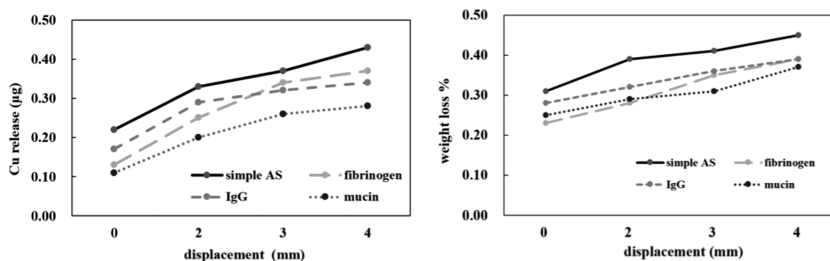 0.50
0.40
0.30
0.20
0.10
0.00
Cu release (µg)
simple AS
fibrinogen
IgG
mucin
0 2 3 4
displacement (mm)
0.50
0.40
0.30
0.20
0.10
0.00
weight loss %
simple AS
fibrinogen
IgG
mucin
0 2 3 4
displacement (mm)